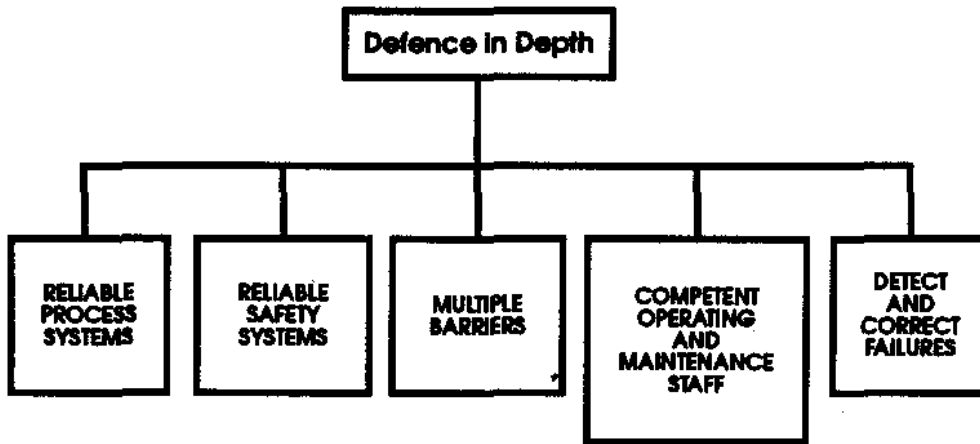 Defence in Depth
RELIABLE
PROCESS
SYSTEMS
RELIABLE
SAFETY
SYSTEMS
MULTIPLE
BARRIERS
COMPETENT
OPERATING
AND
MAINTENANCE
STAFF
DETECT
AND
CORRECT
FAILURES